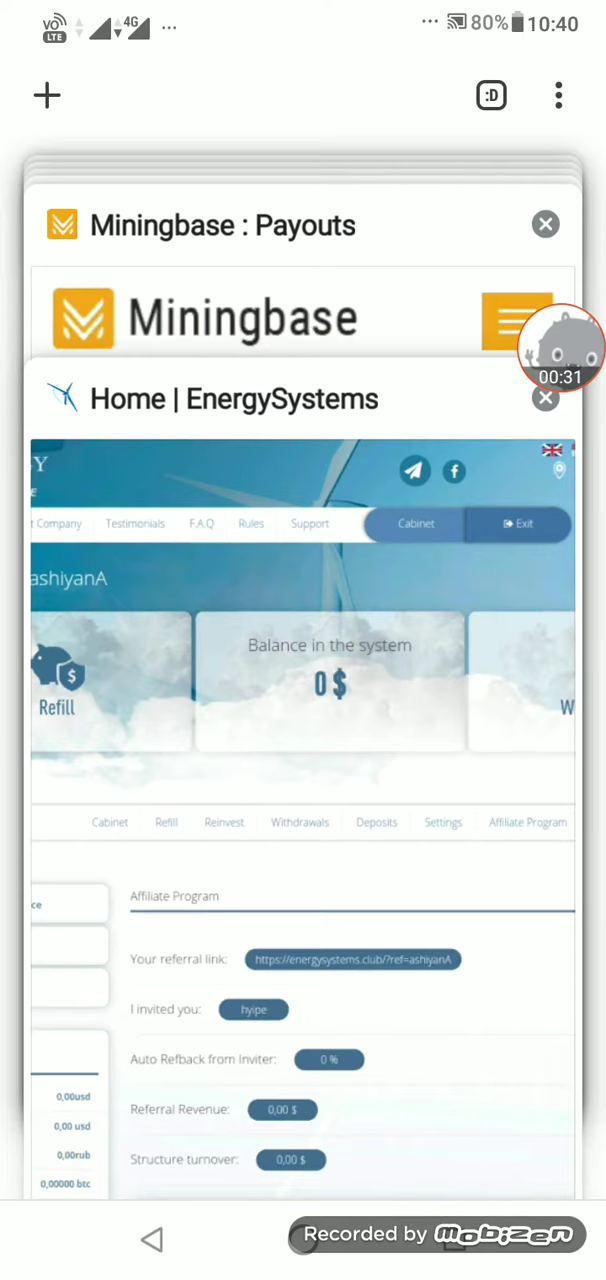 VO LTE 4G ... ... 80% 10:40
:D
Miningbase : Payouts
Miningbase
00:31
Home | EnergySystems
Y
E
t Company Testimonials F.A.Q Rules Support Cabinet Exit
ashiyanA
Balance in the system
0 $
$
Refill
W
Cabinet Refill Reinvest Withdrawals Deposits Settings Affiliate Program
ce
Affiliate Program
Your referral link: https://energysystems.club/?ref=ashiyanA
I invited you: hyipe
Auto Refback from Inviter: 0 %
0,00usd
Referral Revenue: 0,00 $
0,00 usd
0,00rub
Structure turnover: 0,00 $
0,00000 btc
Recorded by mobizen